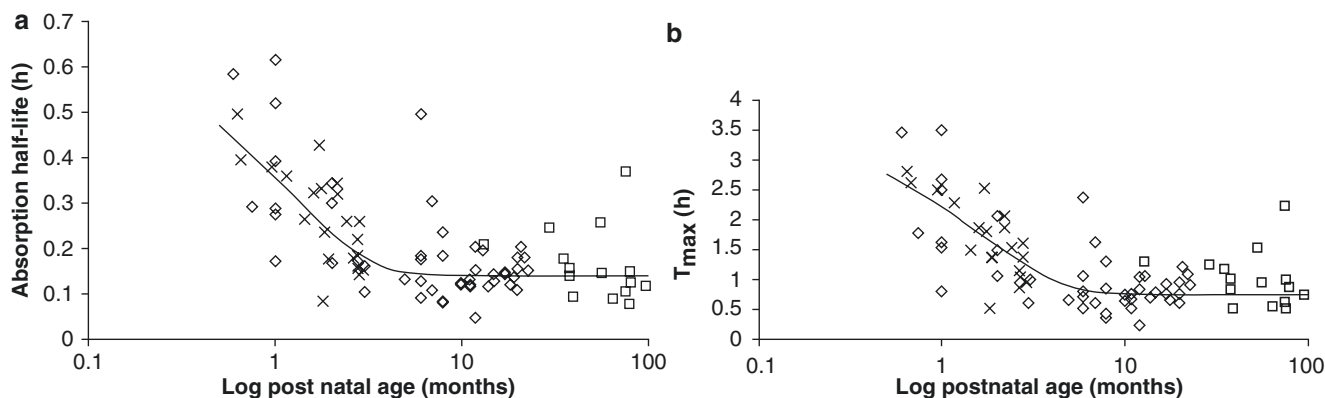 a
0.7
0.6
0.5
0.4
0.3
0.2
0.1
0
Absorption half-life (h)
0.1 1 10 100
Log post natal age (months)
b
4
3.5
3
2.5
2
1.5
1
0.5
0
Tmax (h)
0.1 1 10 100
Log postnatal age (months)